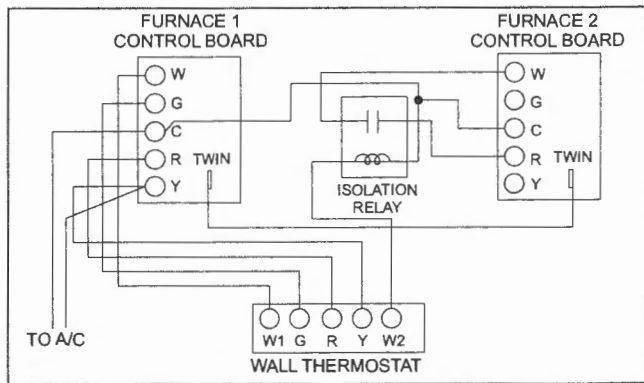 FURNACE 1
CONTROL BOARD
FURNACE 2
CONTROL BOARD
W
G
C
R
Y
TWIN
ISOLATION
RELAY
W
G
C
R
Y
TWIN
TO A/C
W1 G R Y W2
WALL THERMOSTAT